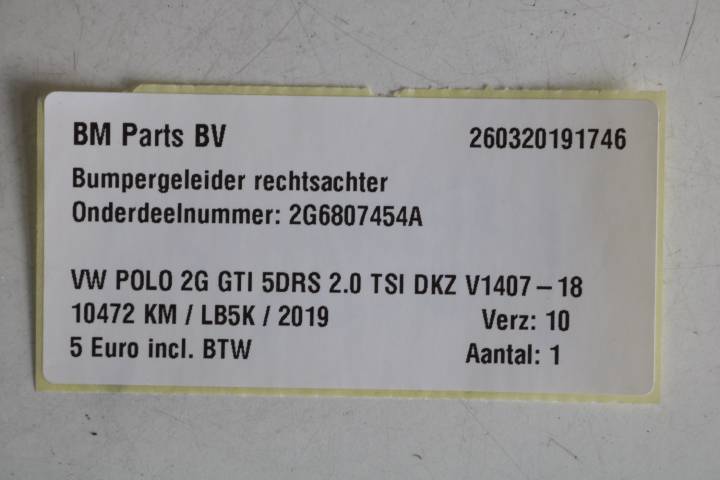 BM Parts BV 260320191746
Bumpergeleider rechtsachter
Onderdeelnummer: 2G6807454A
VW POLO 2G GTI 5DRS 2.0 TSI DKZ V1407 – 18
10472 KM / LB5K / 2019 Verz: 10
5 Euro incl. BTW Aantal: 1